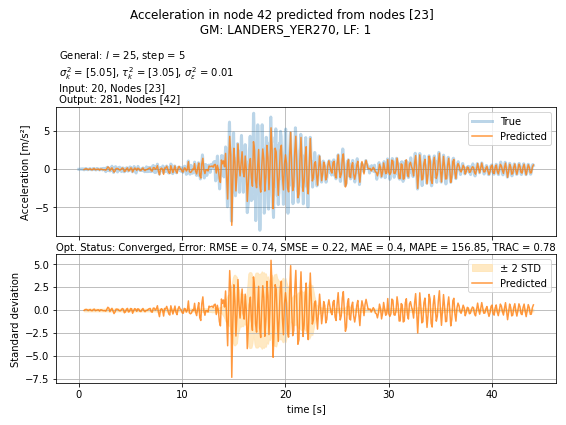 Acceleration in node 42 predicted from nodes [23]
GM: LANDERS_YER270, LF: 1
General: l = 25, step = 5
σ²ₖ = [5.05], τ²ₖ = [3.05], σ²ε = 0.01
Input: 20, Nodes [23]
Output: 281, Nodes [42]
Acceleration [m/s²]
5
0
−5
True
Predicted
Opt. Status: Converged, Error: RMSE = 0.74, SMSE = 0.22, MAE = 0.4, MAPE = 156.85, TRAC = 0.78
Standard deviation
5.0
2.5
0.0
−2.5
−5.0
−7.5
± 2 STD
Predicted
0
10
20
30
40
time [s]